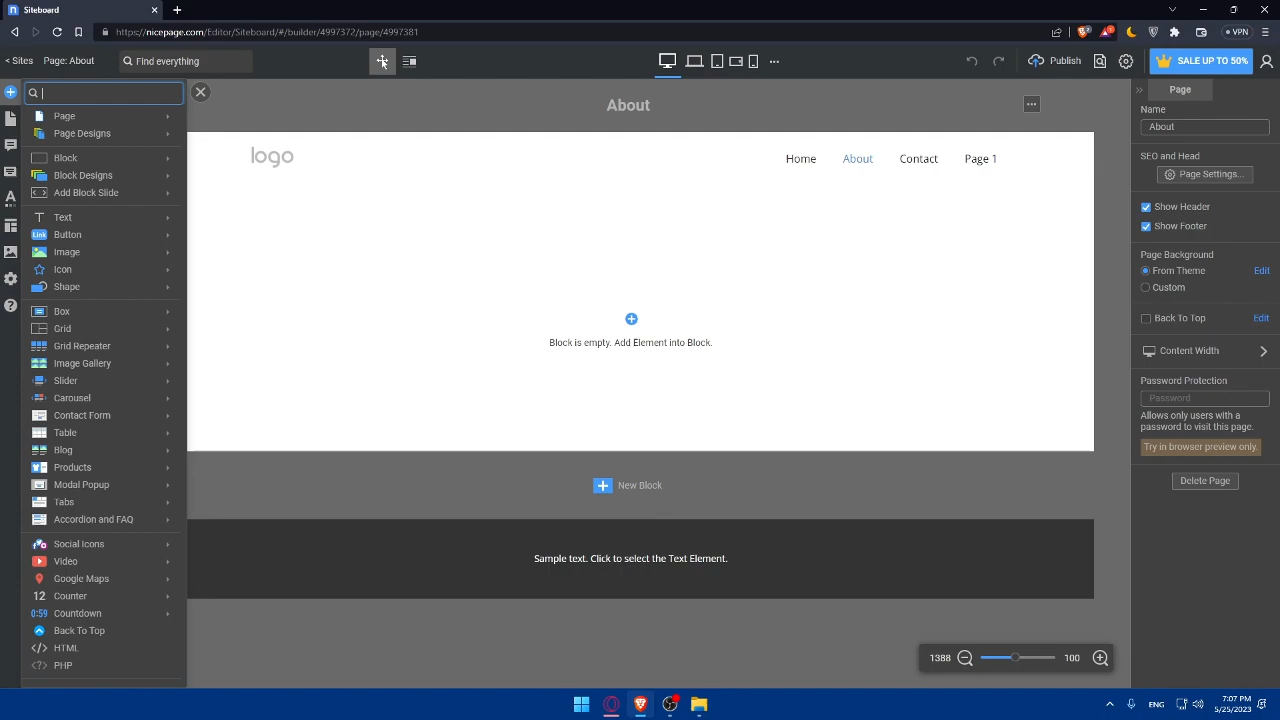 Siteboard
https://nicepage.com/Editor/Siteboard/#/builder/4997372/page/4997381
VPN
< Sites
Page: About
Find everything
...
Publish
SALE UP TO 50%
Page
Page Designs
Block
Block Designs
Add Block Slide
Text
Link
Button
Image
Icon
Shape
Box
Grid
Grid Repeater
Image Gallery
Slider
Carousel
Contact Form
Table
Blog
Products
Modal Popup
Tabs
Accordion and FAQ
Social Icons
Video
Google Maps
12
Counter
0:59
Countdown
Back To Top
HTML
PHP
About
...
logo
Home
About
Contact
Page 1
Block is empty. Add Element into Block.
New Block
Sample text. Click to select the Text Element.
1388
100
Page
Name
About
SEO and Head
Page Settings...
Show Header
Show Footer
Page Background
From Theme
Edit
Custom
Back To Top
Edit
Content Width
Password Protection
Password
Allows only users with a
password to visit this page.
Try in browser preview only.
Delete Page
ENG
7:07 PM
5/25/2023